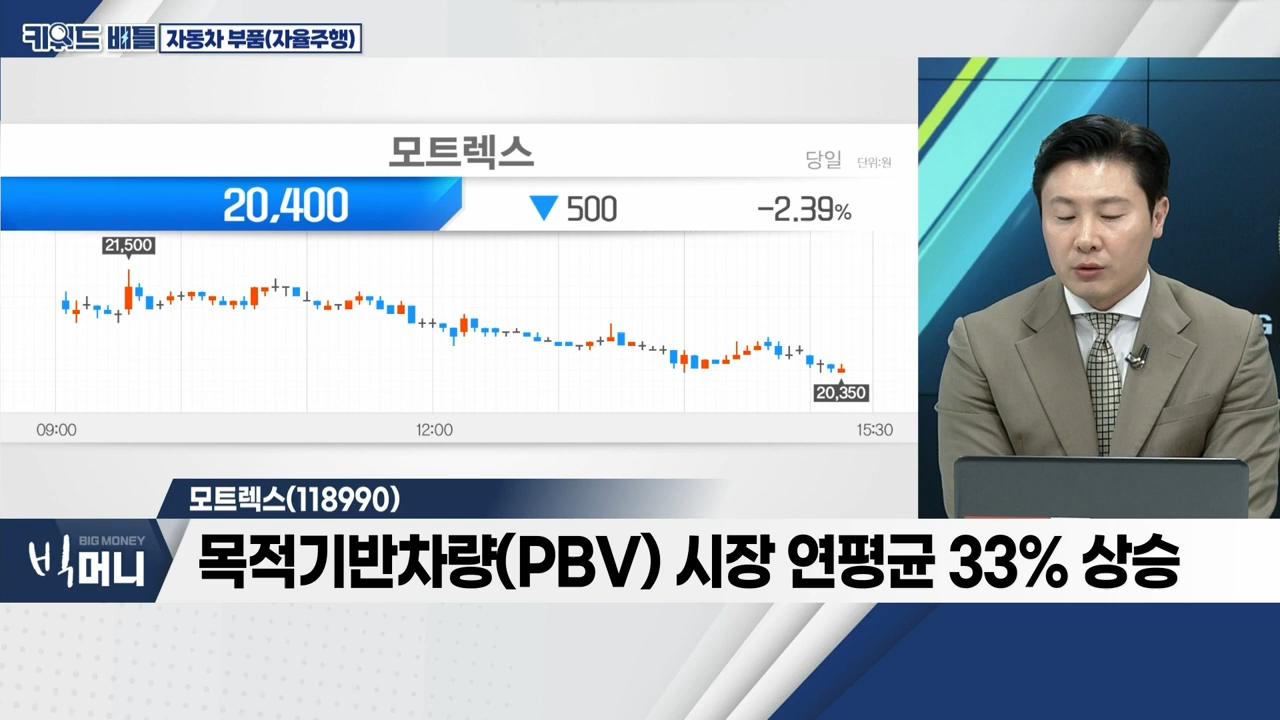 키워드 배틀 자동차 부품(자율주행)
모트렉스
당일 단위:원
20,400 ▼ 500 -2.39%
21,500
20,350
09:00 12:00 15:30
모트렉스(118990)
BIG MONEY
빅머니
목적기반차량(PBV) 시장 연평균 33% 상승